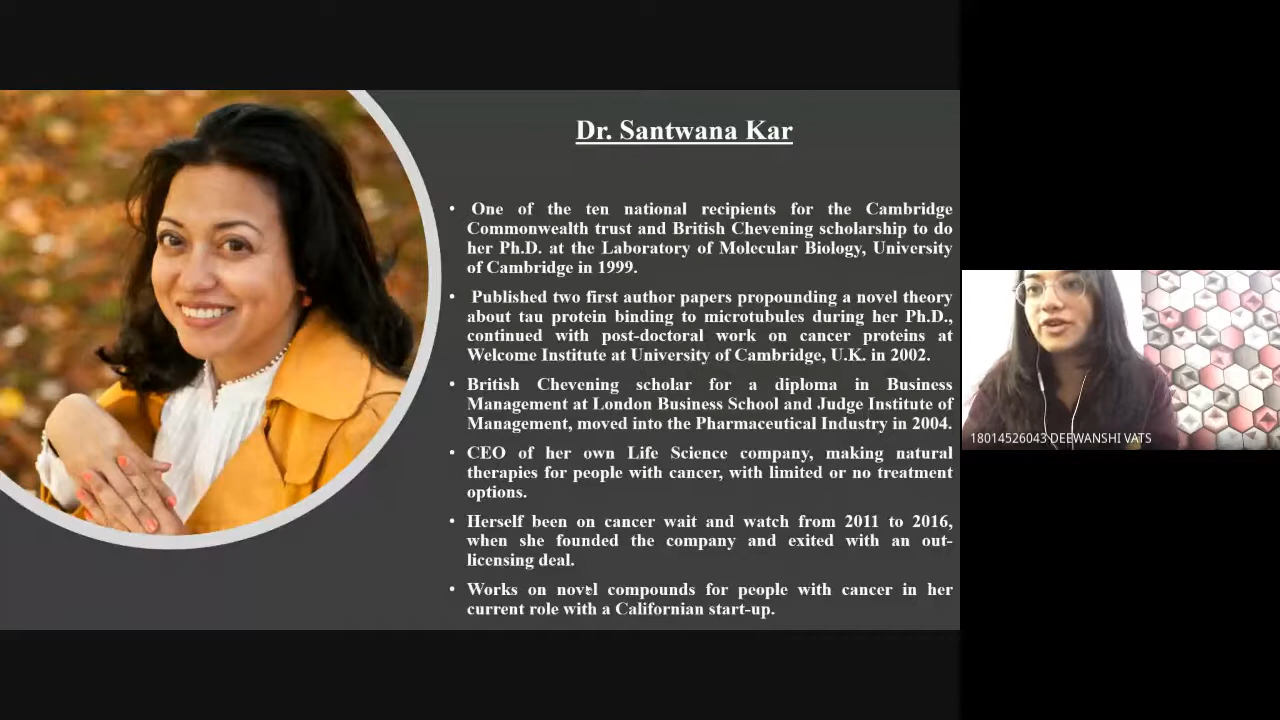 Dr. Santwana Kar
• One of the ten national recipients for the Cambridge
Commonwealth trust and British Chevening scholarship to do
her Ph.D. at the Laboratory of Molecular Biology, University
of Cambridge in 1999.
• Published two first author papers propounding a novel theory
about tau protein binding to microtubules during her Ph.D.,
continued with post-doctoral work on cancer proteins at
Welcome Institute at University of Cambridge, U.K. in 2002.
• British Chevening scholar for a diploma in Business
Management at London Business School and Judge Institute of
Management, moved into the Pharmaceutical Industry in 2004.
• CEO of her own Life Science company, making natural
therapies for people with cancer, with limited or no treatment
options.
• Herself been on cancer wait and watch from 2011 to 2016,
when she founded the company and exited with an out-
licensing deal.
• Works on novel compounds for people with cancer in her
current role with a Californian start-up.
18014526043 DEEWANSHI VATS